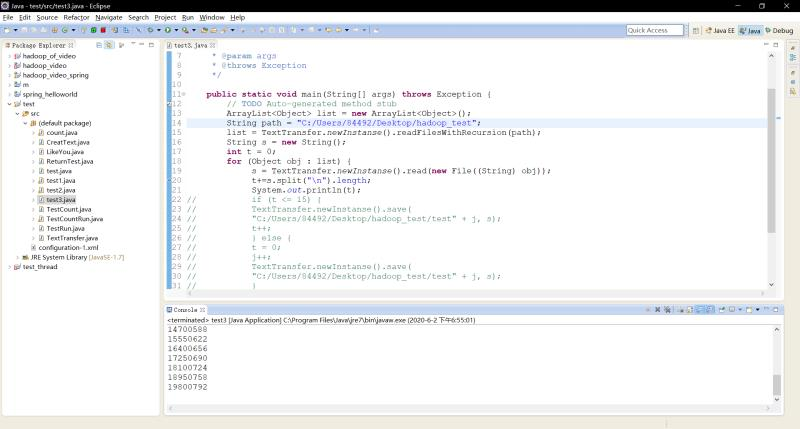 Java - test/src/test3.java - Eclipse
File Edit Source Refactor Navigate Search Project Run Window Help
Quick Access
Java EE
Java
Debug
Package Explorer
hadoop_of_video
hadoop_video
hadoop_video_spring
m
spring_helloworld
test
src
(default package)
count.java
CreatText.java
LikeYou.java
ReturnTest.java
test.java
test1.java
test2.java
test3.java
TestCount.java
TestCountRun.java
TestRun.java
TextTransfer.java
configuration-1.xml
JRE System Library [JavaSE-1.7]
test_thread
test3.java
7 * @param args
8 * @throws Exception
9 */
10
11 public static void main(String[] args) throws Exception {
12 // TODO Auto-generated method stub
13 ArrayList<Object> list = new ArrayList<Object>();
14 String path = "C:/Users/84492/Desktop/hadoop_test";
15 list = TextTransfer.newInstanse().readFilesWithRecursion(path);
16 String s = new String();
17 int t = 0;
18 for (Object obj : list) {
19 s = TextTransfer.newInstanse().read(new File((String) obj));
20 t+=s.split("\n").length;
21 System.out.println(t);
22 // if (t <= 15) {
23 // TextTransfer.newInstanse().save(
24 // "C:/Users/84492/Desktop/hadoop_test/test" + j, s);
25 // t++;
26 // } else {
27 // t = 0;
28 // j++;
29 // TextTransfer.newInstanse().save(
30 // "C:/Users/84492/Desktop/hadoop_test/test" + j, s);
31 // }
Console
<terminated> test3 [Java Application] C:\Program Files\Java\jre7\bin\javaw.exe (2020-6-2 下午6:55:01)
14700588
15550622
16400656
17250690
18100724
18950758
19800792